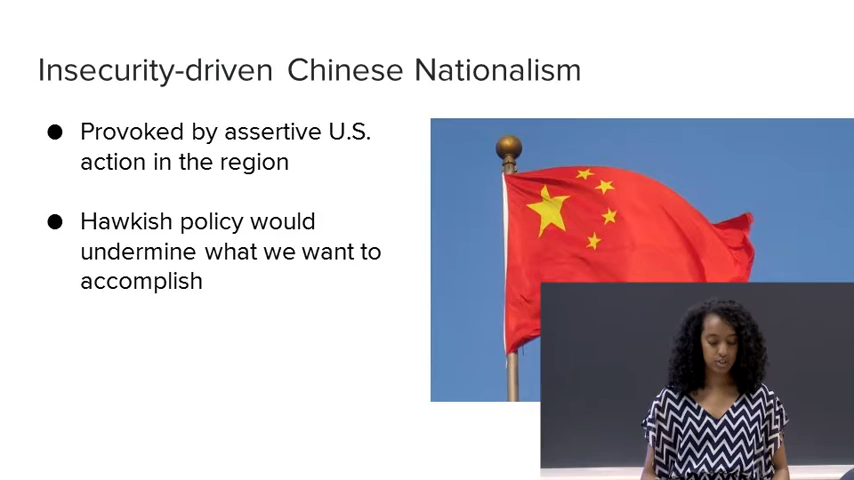 Insecurity-driven Chinese Nationalism
● Provoked by assertive U.S.
action in the region
● Hawkish policy would
undermine what we want to
accomplish